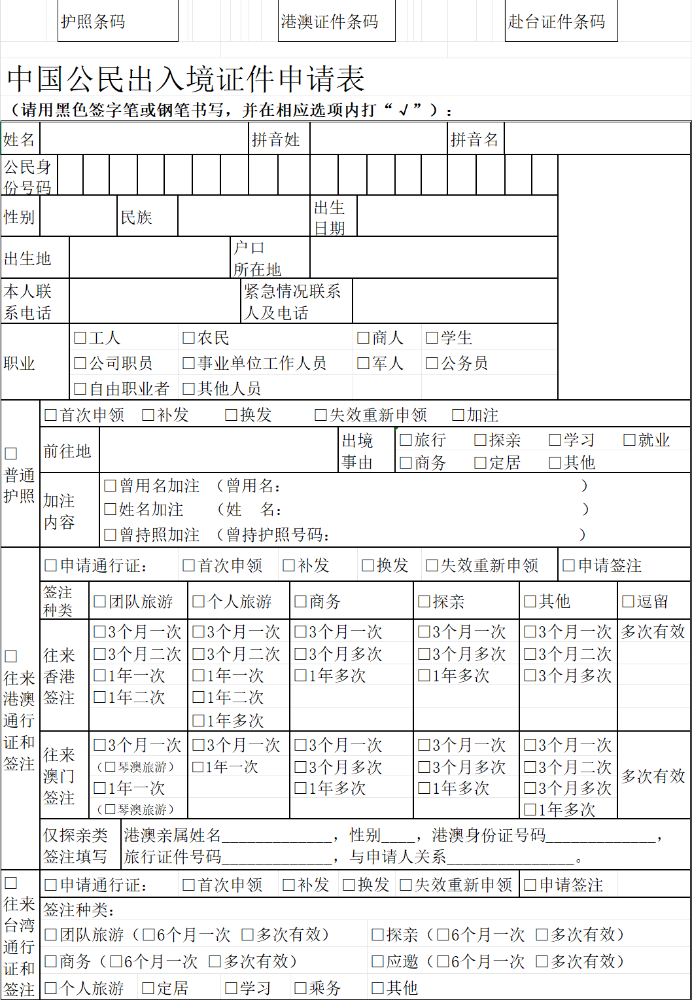 护照条码 港澳证件条码 赴台证件条码
中国公民出入境证件申请表
（请用黑色签字笔或钢笔书写，并在相应选项内打“√”）：
姓名 拼音姓 拼音名
公民身
份号码
性别 民族 出生
日期
出生地 户口
所在地
本人联
系电话 紧急情况联系
人及电话
职业
□工人 □农民 □商人 □学生
□公司职员 □事业单位工作人员 □军人 □公务员
□自由职业者 □其他人员
□
普通
护照
□首次申领 □补发 □换发 □失效重新申领 □加注
前往地 出境
事由
□旅行 □探亲 □学习 □就业
□商务 □定居 □其他
加注
内容
□曾用名加注 （曾用名： ）
□姓名加注 （姓 名： ）
□曾持照加注 （曾持护照号码： ）
□
往来
港澳
通行
证和
签注
□申请通行证： □首次申领 □补发 □换发 □失效重新申领 □申请签注
签注
种类
□团队旅游 □个人旅游 □商务 □探亲 □其他 □逗留
往来
香港
签注
□3个月一次 □3个月一次 □3个月一次 □3个月一次 □3个月一次 多次有效
□3个月二次 □3个月二次 □3个月多次 □3个月多次 □3个月二次
□1年一次 □1年一次 □1年多次 □1年多次 □3个月多次
□1年二次 □1年二次
□1年多次
往来
澳门
签注
□3个月一次 □3个月一次 □3个月一次 □3个月一次 □3个月一次
（□琴澳旅游） □1年一次 □3个月多次 □3个月多次 □3个月二次 多次有效
□1年一次 □1年多次 □1年多次 □3个月多次
（□琴澳旅游） □1年多次
仅探亲类
签注填写
港澳亲属姓名_____________，性别____，港澳身份证号码_____________，
旅行证件号码_____________，与申请人关系_______________。
□
往来
台湾
通行
证和
签注
□申请通行证： □首次申领 □补发 □换发 □失效重新申领 □申请签注
签注种类：
□团队旅游（□6个月一次 □多次有效） □探亲（□6个月一次 □多次有效）
□商务（□6个月一次 □多次有效） □应邀（□6个月一次 □多次有效）
□个人旅游 □定居 □学习 □乘务 □其他